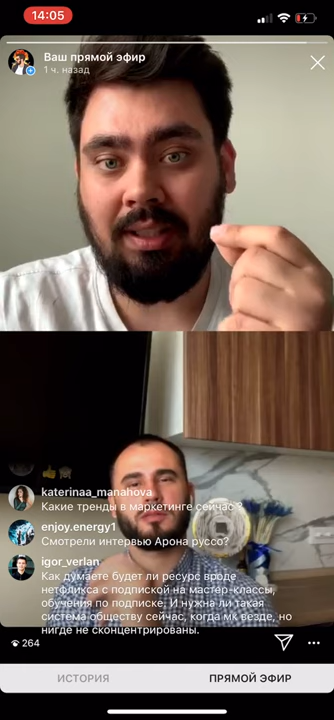 14:05
Ваш прямой эфир
1 ч. назад
katerinaa_manahova
Какие тренды в маркетинге сейчас?
enjoy.energy1
Смотрели интервью Арона руссо?
igor_verlan
Как думаете будет ли ресурс вроде
нетфликса с подпиской на мастер-классы,
обучения по подписке. И нужна ли такая
система обществу сейчас, когда мк везде, но
нигде не сконцентрированы.
264
ИСТОРИЯ
ПРЯМОЙ ЭФИР